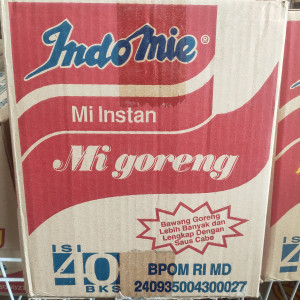 Indomie®
Mi Instan
Mi goreng
Bawang Goreng
Lebih Banyak dan
Lengkap Dengan
Saus Cabe
ISI
40
BKS
BPOM RI MD
240935004300027